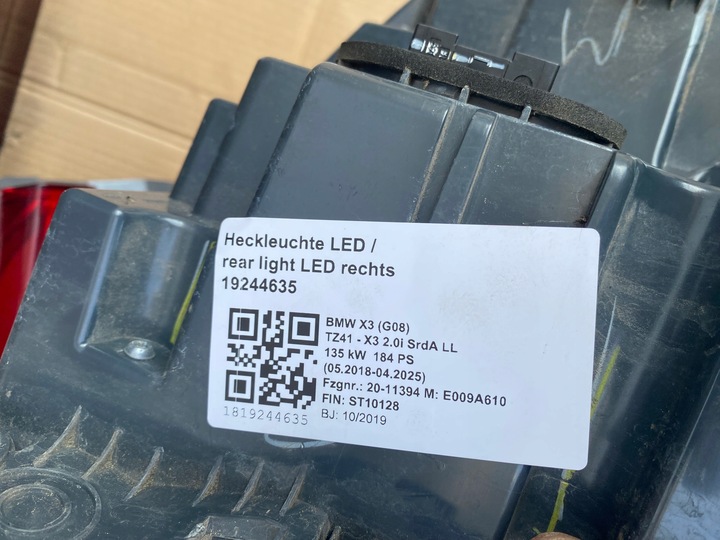 Heckleuchte LED /
rear light LED rechts
19244635
BMW X3 (G08)
TZ41 - X3 2.0i SrdA LL
135 kW 184 PS
(05.2018-04.2025)
Fzgnr.: 20-11394 M: E009A610
FIN: ST10128
BJ: 10/2019
1819244635